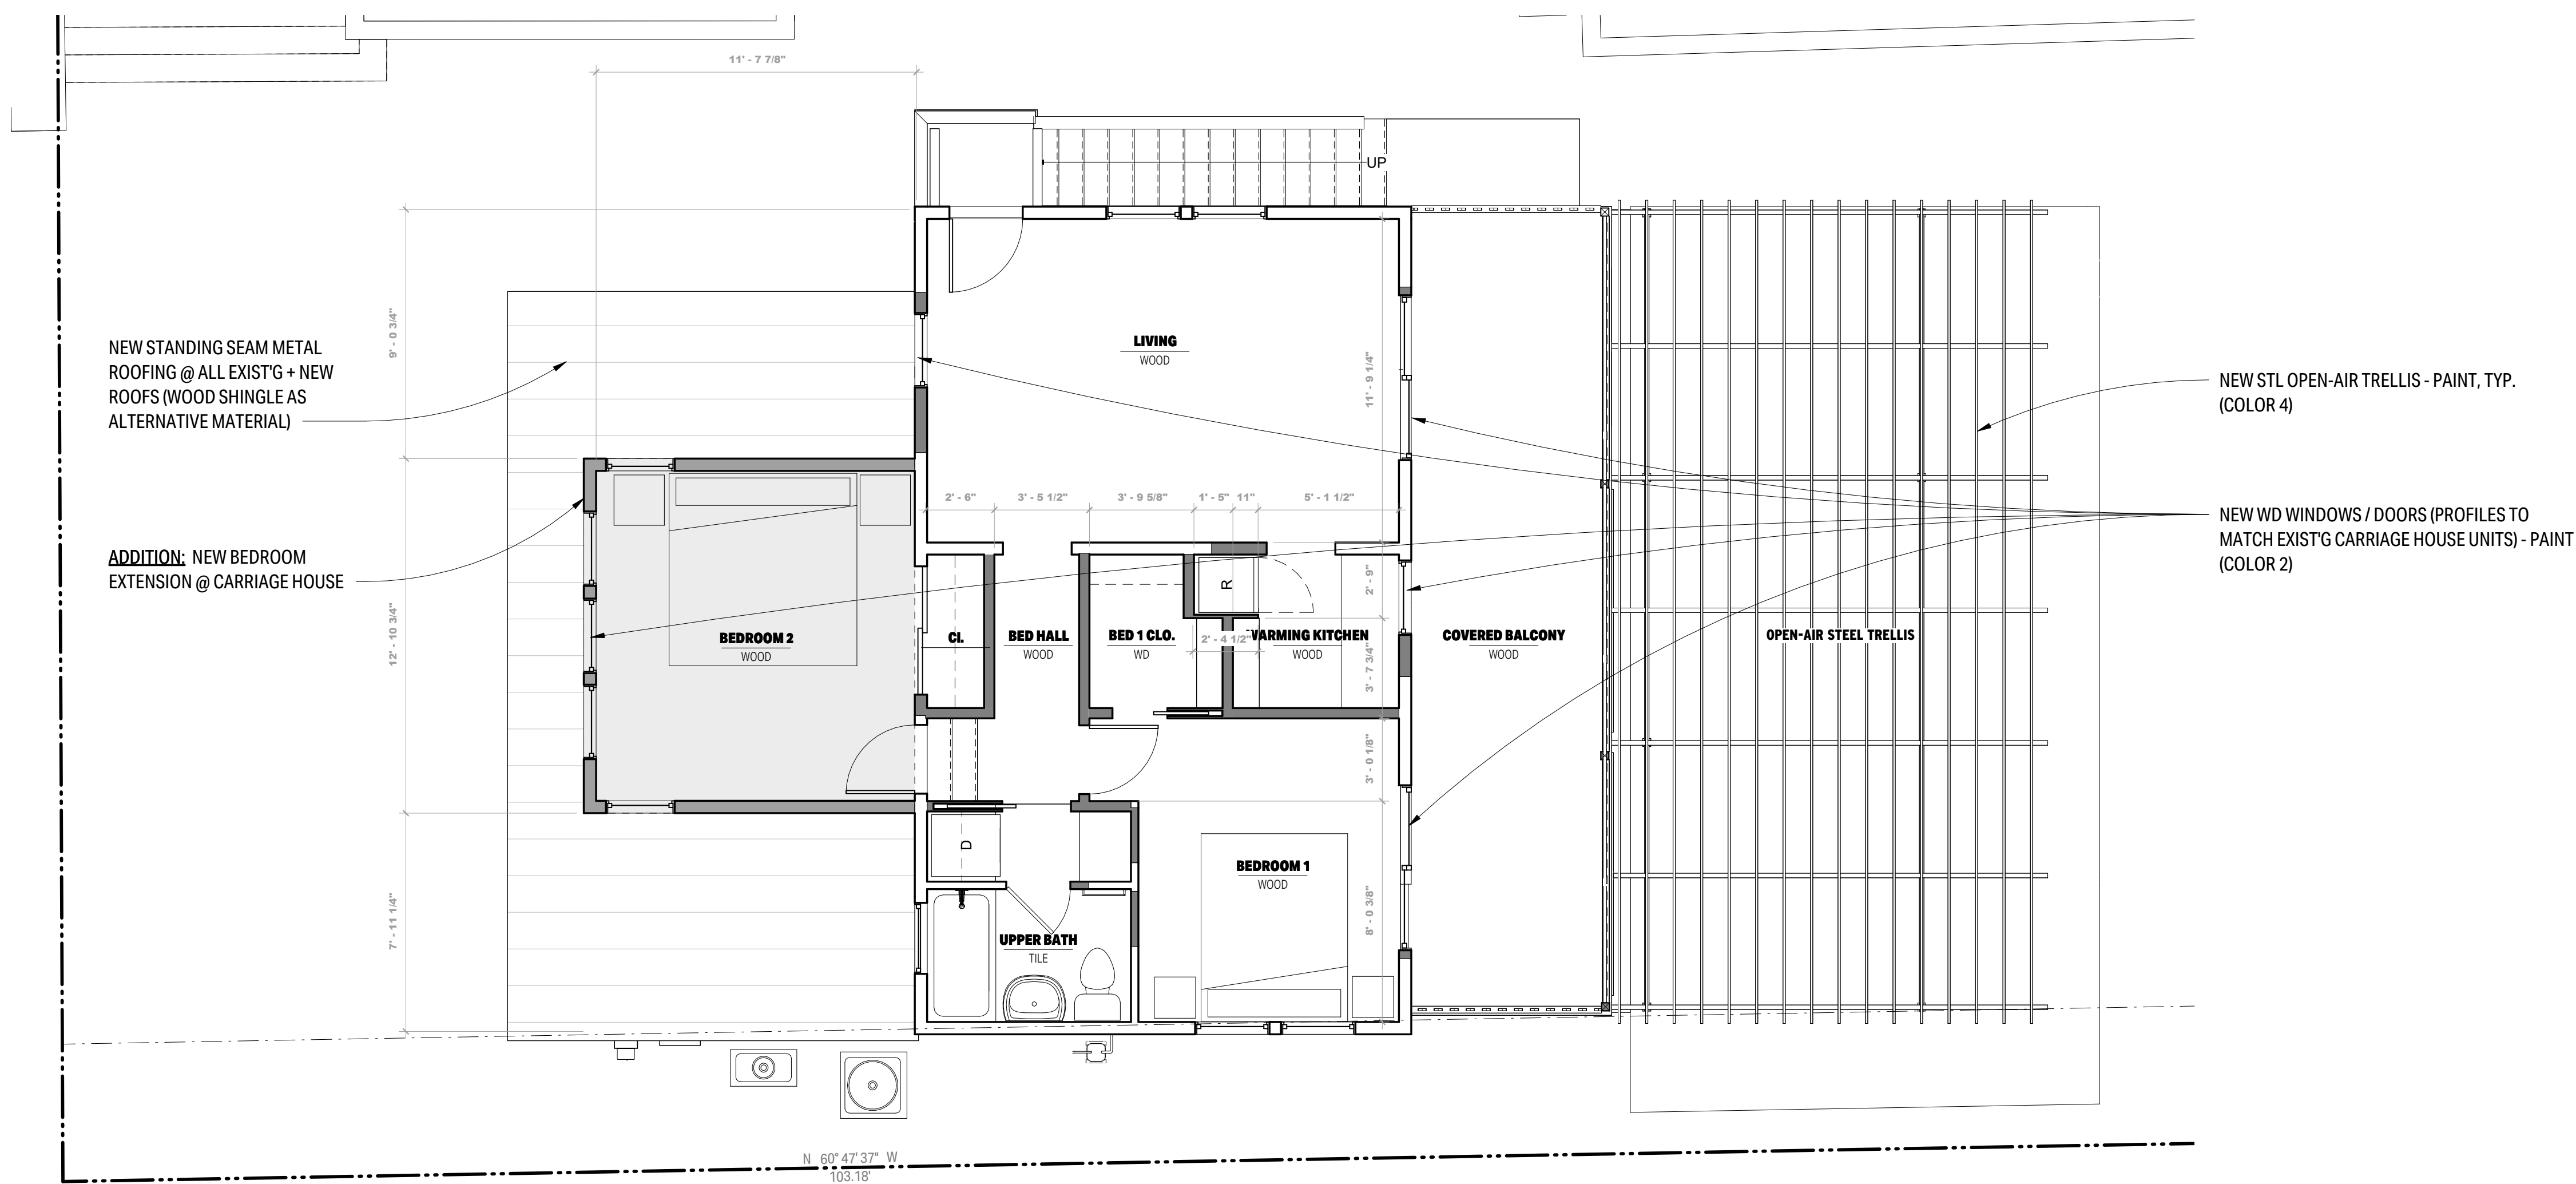 11' - 7 7/8"
UP
9' - 0 3/4"
12' - 10 3/4"
7' - 11 1/4"
NEW STANDING SEAM METAL
ROOFING @ ALL EXIST'G + NEW
ROOFS (WOOD SHINGLE AS
ALTERNATIVE MATERIAL)
ADDITION: NEW BEDROOM
EXTENSION @ CARRIAGE HOUSE
LIVING
WOOD
11' - 9 1/4"
2' - 6"
3' - 5 1/2"
3' - 9 5/8"
1' - 5"
11"
5' - 1 1/2"
2' - 9"
R
BEDROOM 2
WOOD
Cl.
BED HALL
WOOD
BED 1 CLO.
WD
2' - 4 1/2"
WARMING KITCHEN
WOOD
3' - 7 3/4"
COVERED BALCONY
WOOD
OPEN-AIR STEEL TRELLIS
3' - 0 1/8"
D
BEDROOM 1
WOOD
8' - 0 3/8"
UPPER BATH
TILE
NEW STL OPEN-AIR TRELLIS - PAINT, TYP.
(COLOR 4)
NEW WD WINDOWS / DOORS (PROFILES TO
MATCH EXIST'G CARRIAGE HOUSE UNITS) - PAINT
(COLOR 2)
N 60° 47' 37" W
103.18'